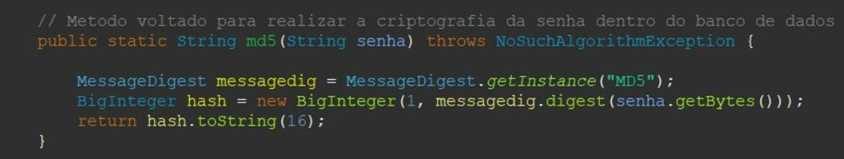 // Metodo voltado para realizar a criptografia da senha dentro do banco de dados
public static String md5(String senha) throws NoSuchAlgorithmException {
MessageDigest messagedig = MessageDigest.getInstance("MD5");
BigInteger hash = new BigInteger(1, messagedig.digest(senha.getBytes()));
return hash.toString(16);
}